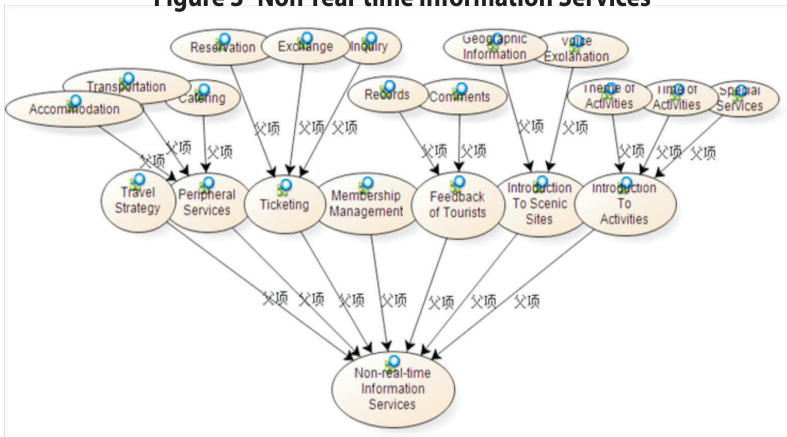 Figure 3 Non-real-time Information Services
Reservation
Exchange
Inquiry
Geographic
Information
Voice
Explanation
Transportation
Accommodation
Catering
Records
Comments
Theme of
Activities
Time of
Activities
Special
Services
父项
父项
父项
父项
父项
父项
父项
父项
父项
父项
父项
父项
父项
Travel
Strategy
Peripheral
Services
Ticketing
Membership
Management
Feedback
of Tourists
Introduction
To Scenic
Sites
Introduction
To
Activities
父项
父项
父项
父项
父项
父项
父项
Non-real-time
Information
Services